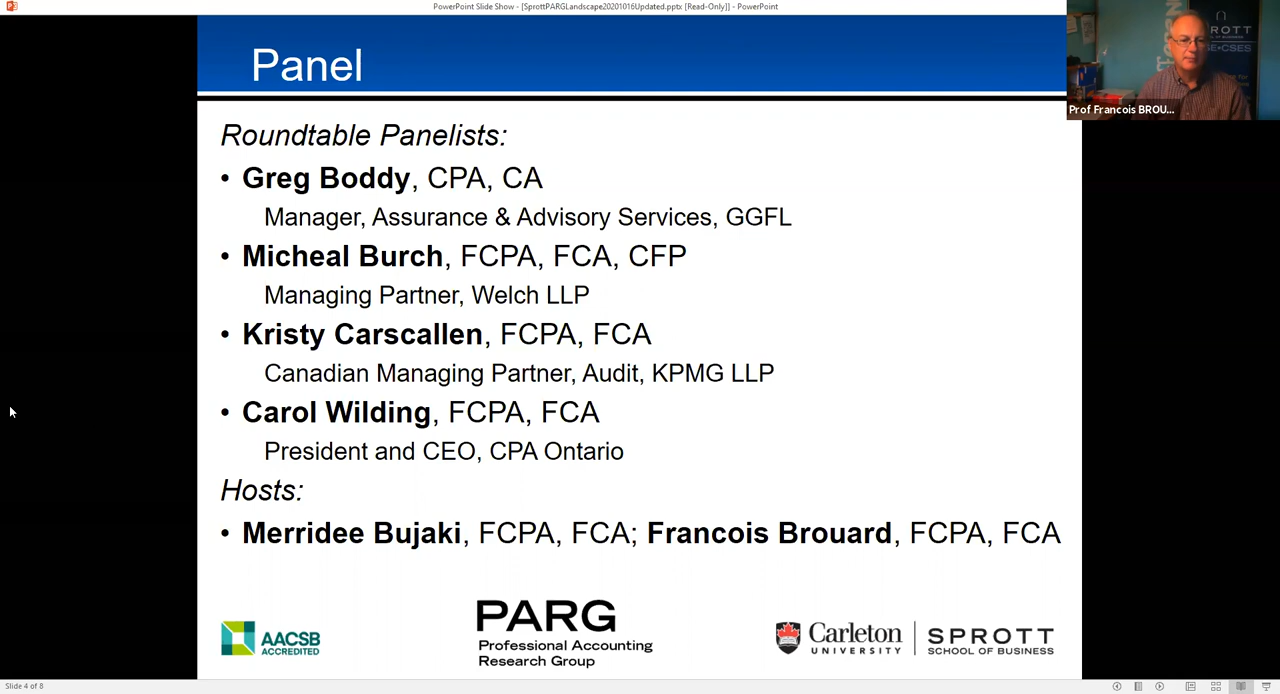 PowerPoint Slide Show - [SprottPARGLandscape20201016Updated.pptx [Read-Only]] - PowerPoint
Panel
SPROTT
Prof Francois BROU...
Roundtable Panelists:
• Greg Boddy, CPA, CA
Manager, Assurance & Advisory Services, GGFL
• Micheal Burch, FCPA, FCA, CFP
Managing Partner, Welch LLP
• Kristy Carscallen, FCPA, FCA
Canadian Managing Partner, Audit, KPMG LLP
• Carol Wilding, FCPA, FCA
President and CEO, CPA Ontario
Hosts:
• Merridee Bujaki, FCPA, FCA; Francois Brouard, FCPA, FCA
AACSB
ACCREDITED
PARG
Professional Accounting
Research Group
Carleton
UNIVERSITY
SPROTT
SCHOOL OF BUSINESS
Slide 4 of 8